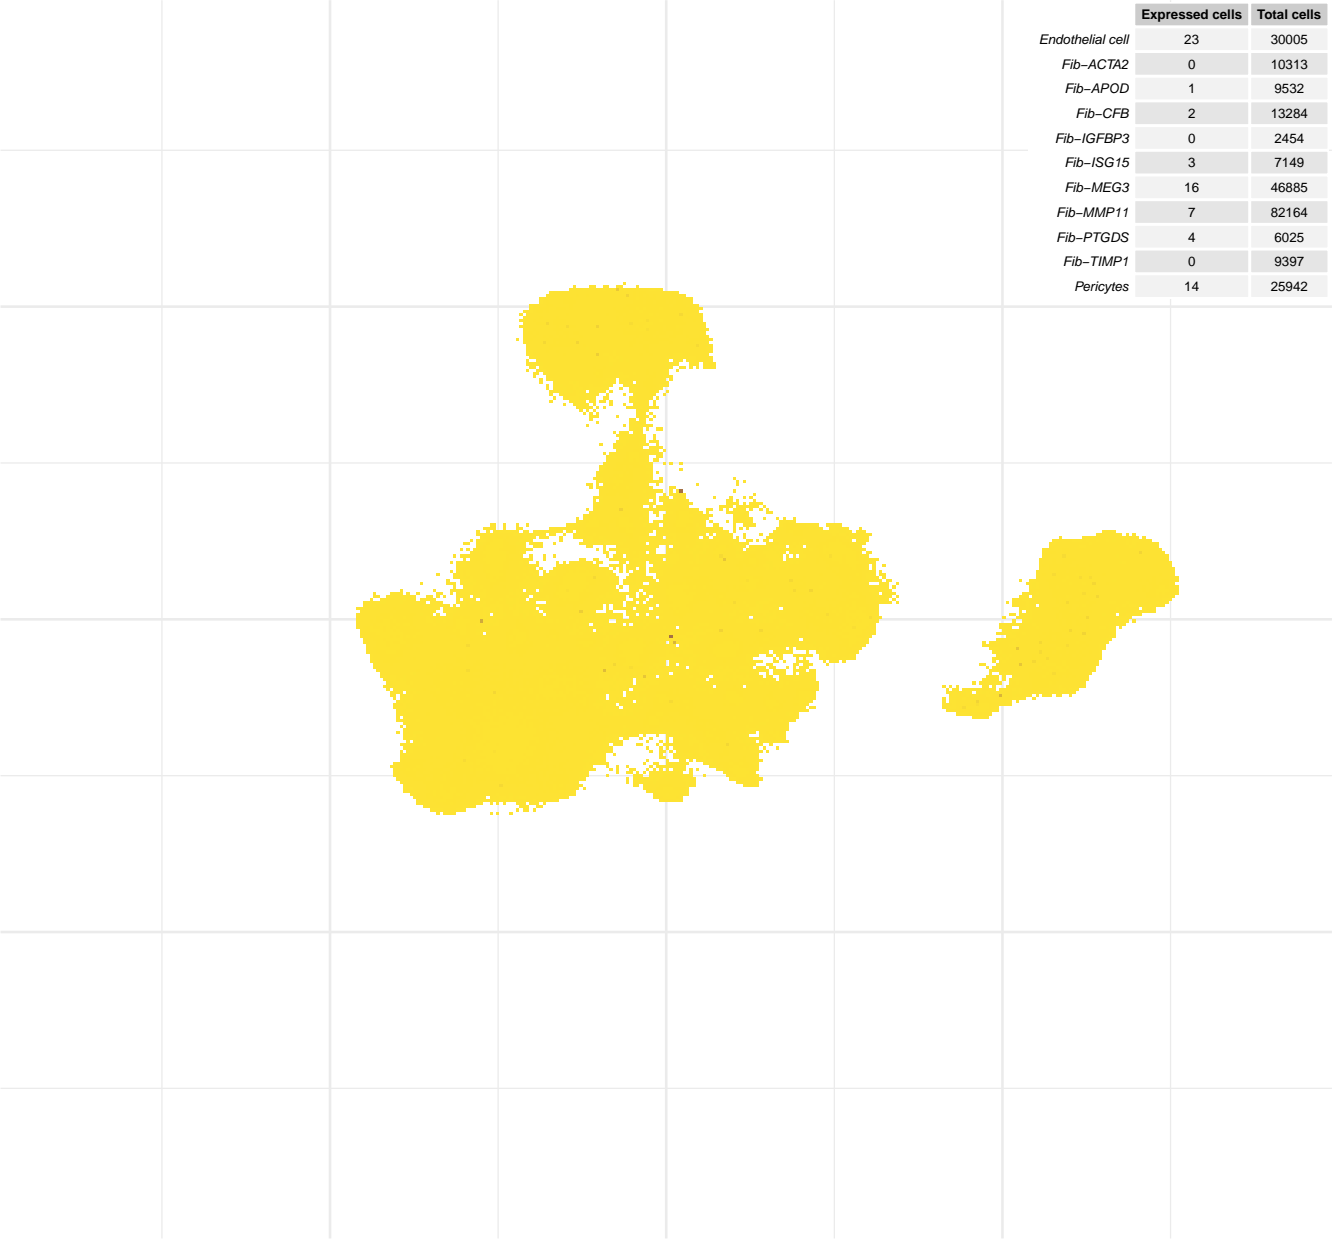 Expressed cells Total cells
Endothelial cell 23 30005
Fib−ACTA2 0 10313
Fib−APOD 1 9532
Fib−CFB 2 13284
Fib−IGFBP3 0 2454
Fib−ISG15 3 7149
Fib−MEG3 16 46885
Fib−MMP11 7 82164
Fib−PTGDS 4 6025
Fib−TIMP1 0 9397
Pericytes 14 25942